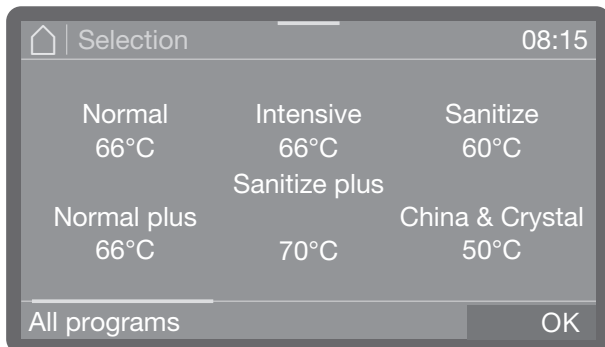 Selection 08:15
Normal Intensive Sanitize
66°C 66°C 60°C
Sanitize plus
Normal plus China & Crystal
66°C 70°C 50°C
All programs OK